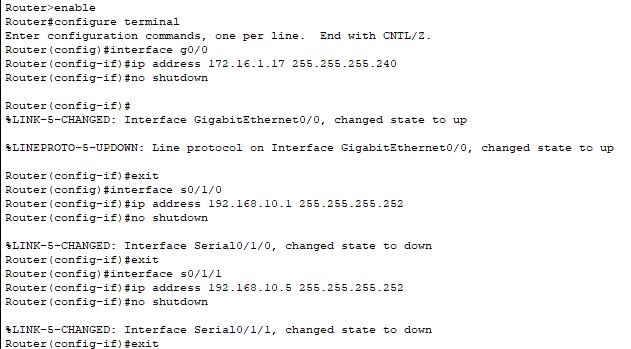 Router>enable
Router#configure terminal
Enter configuration commands, one per line.  End with CNTL/Z.
Router(config)#interface g0/0
Router(config-if)#ip address 172.16.1.17 255.255.255.240
Router(config-if)#no shutdown
Router(config-if)#
%LINK-5-CHANGED: Interface GigabitEthernet0/0, changed state to up
%LINEPROTO-5-UPDOWN: Line protocol on Interface GigabitEthernet0/0, changed state to up
Router(config-if)#exit
Router(config)#interface s0/1/0
Router(config-if)#ip address 192.168.10.1 255.255.255.252
Router(config-if)#no shutdown
%LINK-5-CHANGED: Interface Serial0/1/0, changed state to down
Router(config-if)#exit
Router(config)#interface s0/1/1
Router(config-if)#ip address 192.168.10.5 255.255.255.252
Router(config-if)#no shutdown
%LINK-5-CHANGED: Interface Serial0/1/1, changed state to down
Router(config-if)#exit